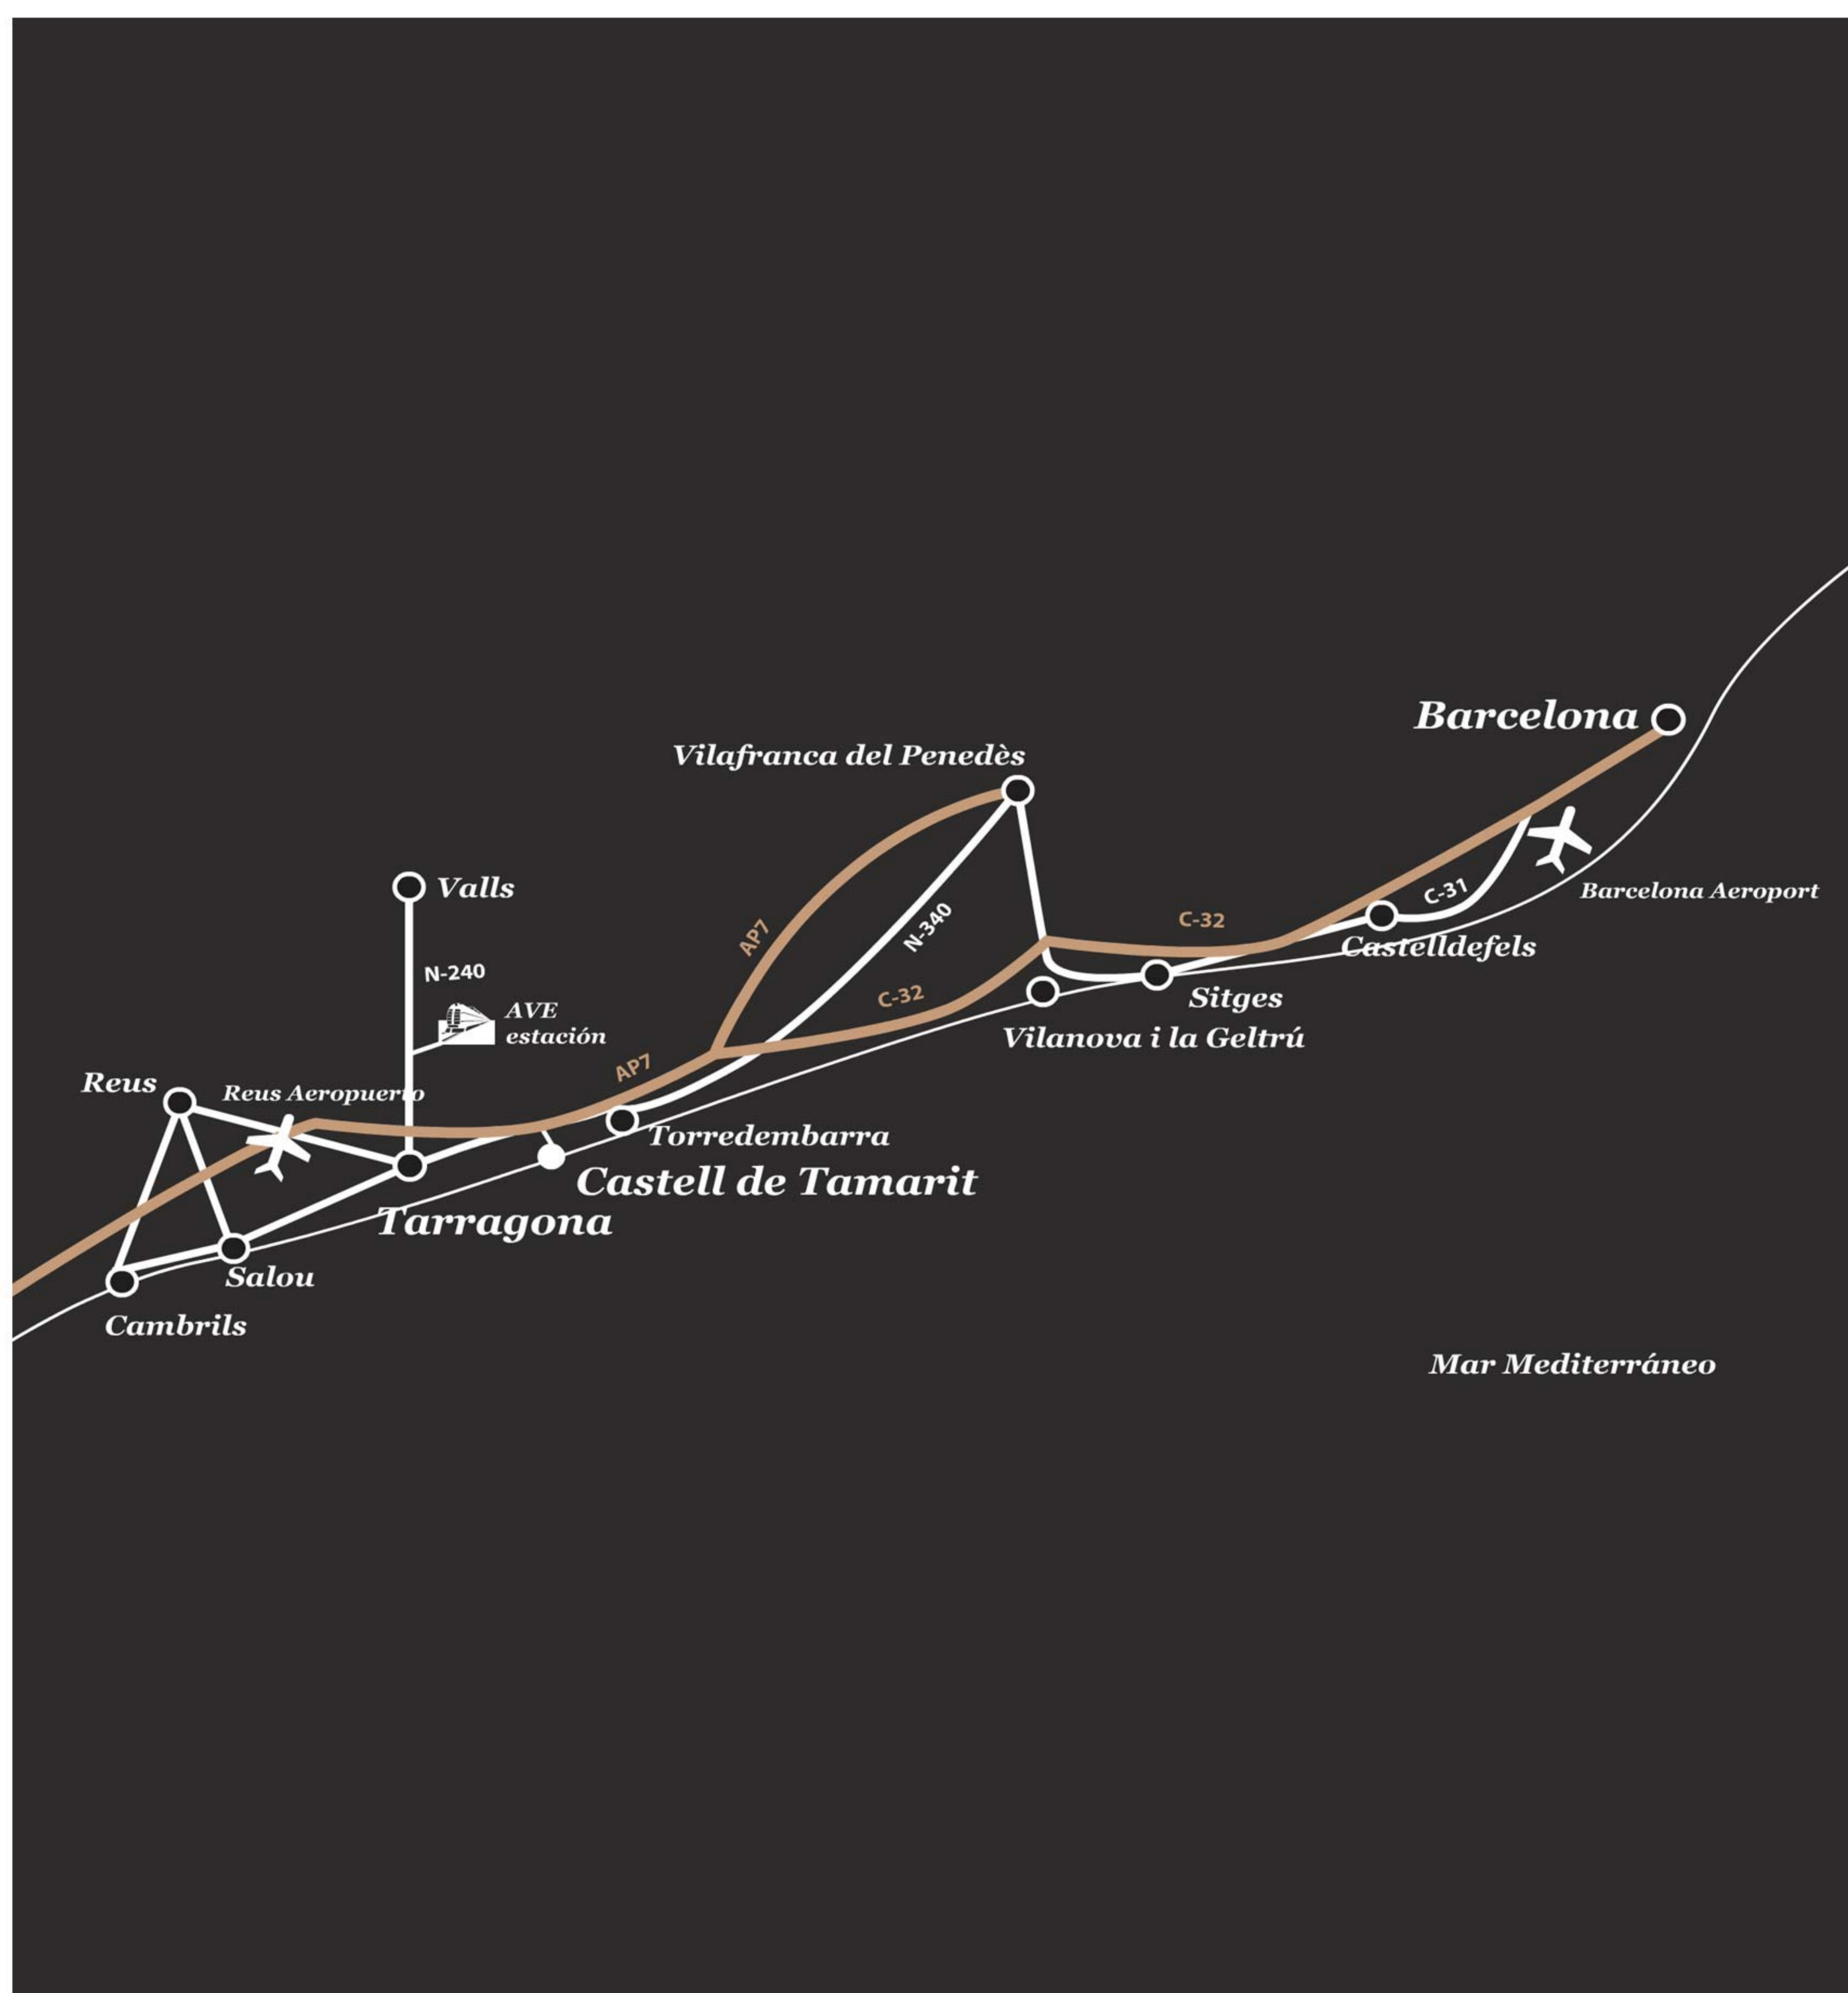 Barcelona
Vilafranca del Penedès
Valls
C-31
Barcelona Aeroport
AP7
N-340
C-32
Castelldefels
N-240
C-32
Sitges
AVE
estación
Vilanova i la Geltrú
AP7
Reus
Reus Aeropuerto
Torredembarra
Castell de Tamarit
Tarragona
Salou
Cambrils
Mar Mediterráneo